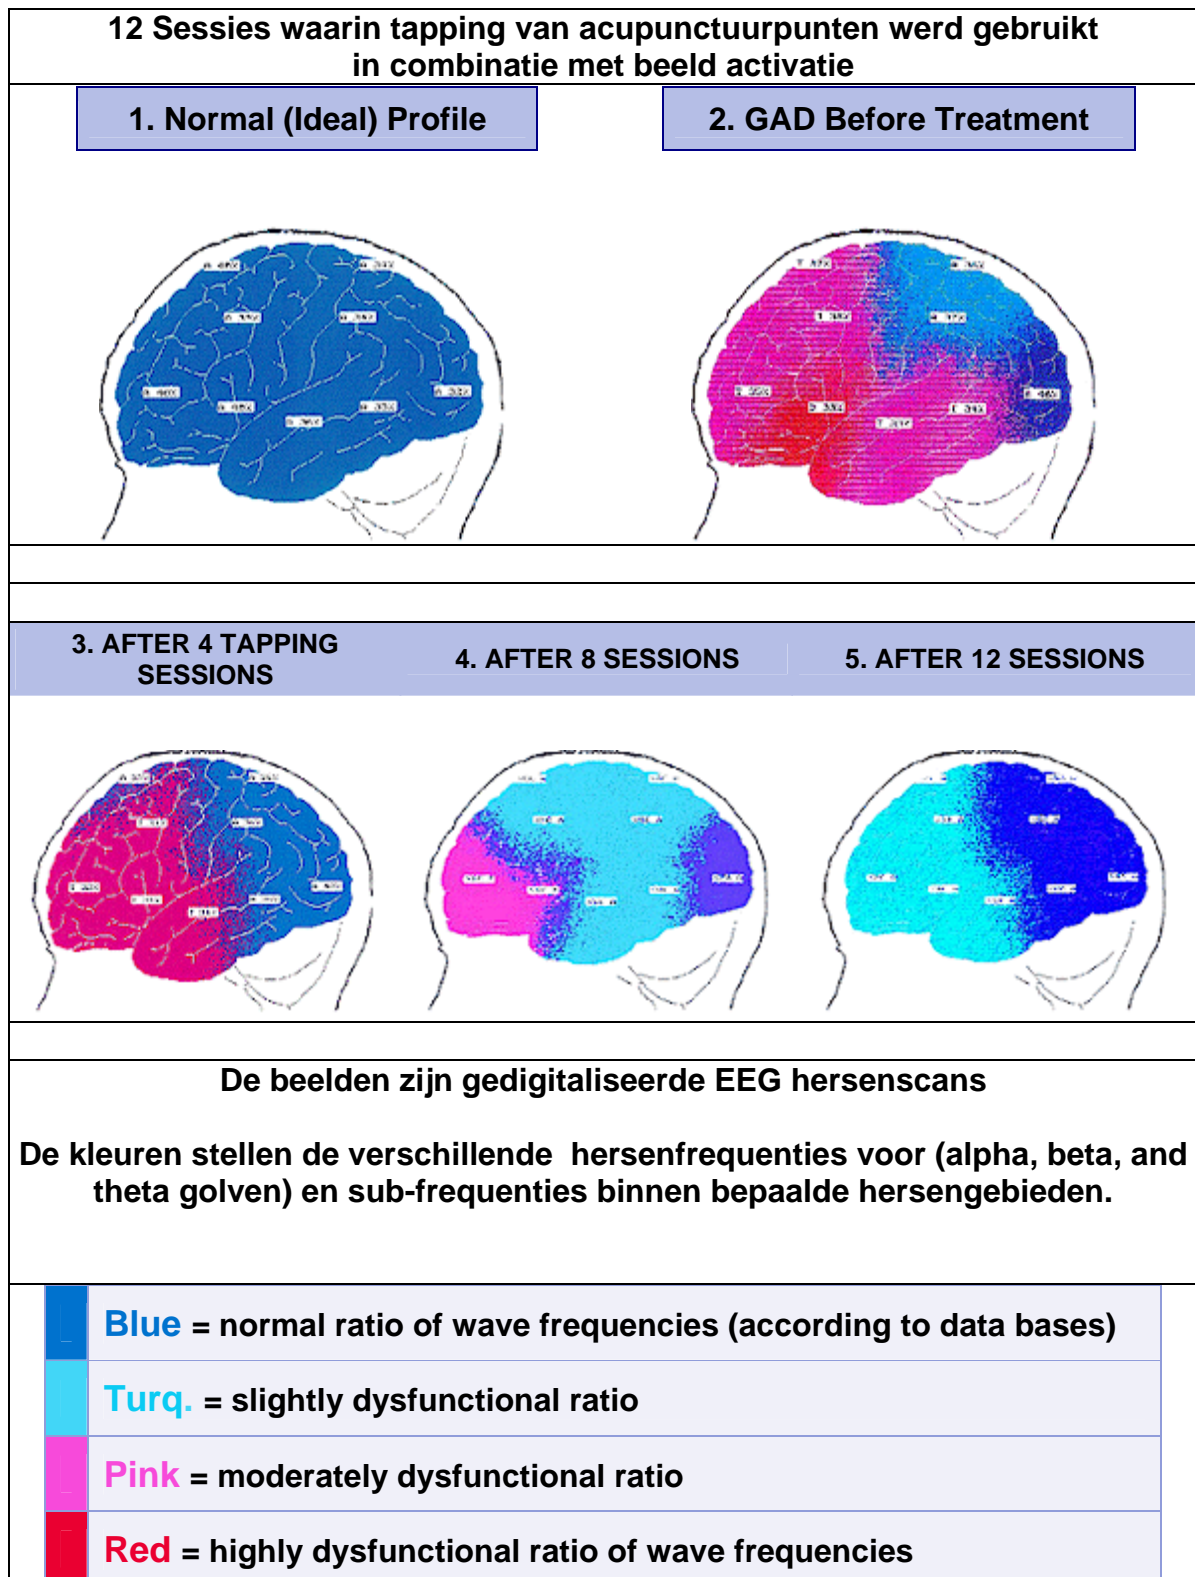 12 Sessies waarin tapping van acupunctuurpunten werd gebruikt
in combinatie met beeld activatie
1. Normal (Ideal) Profile
2. GAD Before Treatment
3. AFTER 4 TAPPING
SESSIONS
4. AFTER 8 SESSIONS
5. AFTER 12 SESSIONS
De beelden zijn gedigitaliseerde EEG hersenscans
De kleuren stellen de verschillende hersenfrequenties voor (alpha, beta, and
theta golven) en sub-frequenties binnen bepaalde hersengebieden.
Blue = normal ratio of wave frequencies (according to data bases)
Turq. = slightly dysfunctional ratio
Pink = moderately dysfunctional ratio
Red = highly dysfunctional ratio of wave frequencies